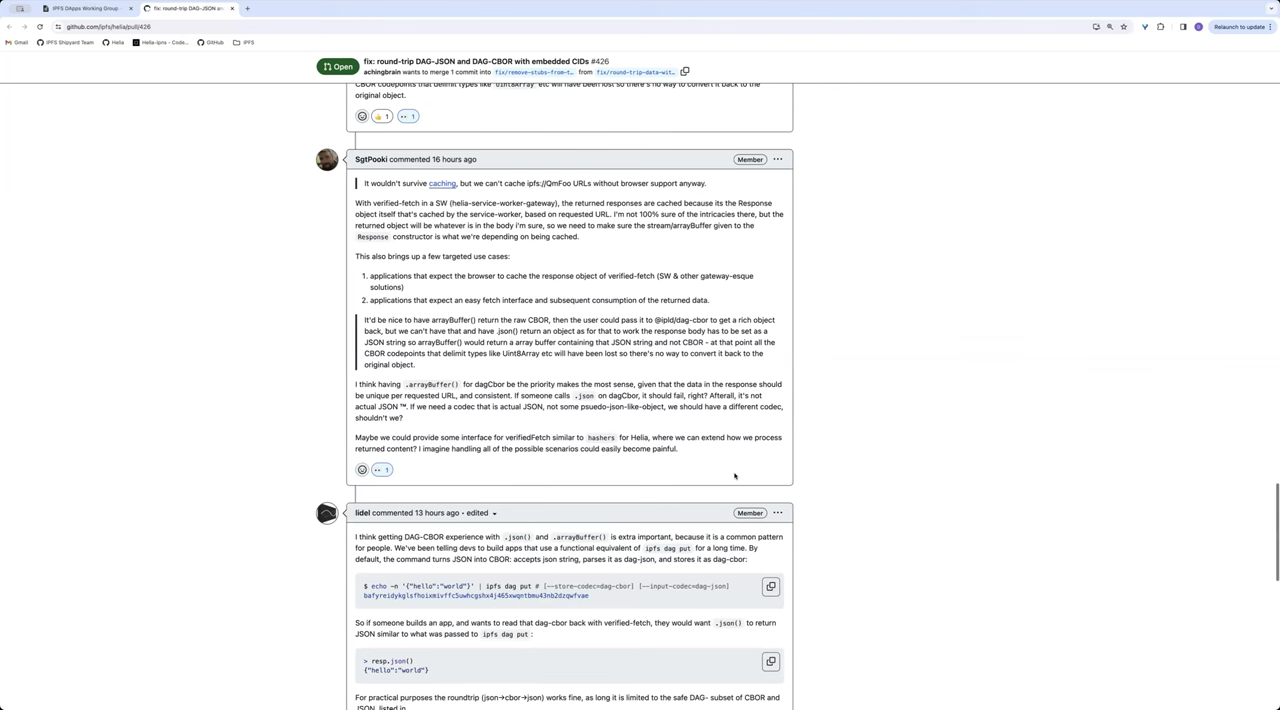 IPFS DApps Working Group -
fix: round-trip DAG-JSON and
github.com/ipfs/helia/pull/426
Relaunch to update
Gmail
IPFS Shipyard Team
Helia
Helia-ipns - Code...
GitHub
IPFS
Open
fix: round-trip DAG-JSON and DAG-CBOR with embedded CIDs #426
achingbrain wants to merge 1 commit into fix/remove-stubs-from-t… from fix/round-trip-data-wit…
CBOR codepoints that delimit types like Uint8Array etc will have been lost so there's no way to convert it back to the
original object.
👍 1
👀 1
SgtPooki commented 16 hours ago
Member
It wouldn't survive caching, but we can't cache ipfs://QmFoo URLs without browser support anyway.
With verified-fetch in a SW (helia-service-worker-gateway), the returned responses are cached because its the Response
object itself that's cached by the service-worker, based on requested URL. I'm not 100% sure of the intricacies there, but the
returned object will be whatever is in the body i'm sure, so we need to make sure the stream/arrayBuffer given to the
Response constructor is what we're depending on being cached.
This also brings up a few targeted use cases:
1. applications that expect the browser to cache the response object of verified-fetch (SW & other gateway-esque
solutions)
2. applications that expect an easy fetch interface and subsequent consumption of the returned data.
It'd be nice to have arrayBuffer() return the raw CBOR, then the user could pass it to @ipld/dag-cbor to get a rich object
back, but we can't have that and have .json() return an object as for that to work the response body has to be set as a
JSON string so arrayBuffer() would return a array buffer containing that JSON string and not CBOR - at that point all the
CBOR codepoints that delimit types like Uint8Array etc will have been lost so there's no way to convert it back to the
original object.
I think having .arrayBuffer() for dagCbor be the priority makes the most sense, given that the data in the response should
be unique per requested URL, and consistent. If someone calls .json on dagCbor, it should fail, right? Afterall, it's not
actual JSON ™. If we need a codec that is actual JSON, not some psuedo-json-like-object, we should have a different codec,
shouldn't we?
Maybe we could provide some interface for verifiedFetch similar to hashers for Helia, where we can extend how we process
returned content? I imagine handling all of the possible scenarios could easily become painful.
👀 1
lidel commented 13 hours ago • edited
Member
I think getting DAG-CBOR experience with .json() and .arrayBuffer() is extra important, because it is a common pattern
for people. We've been telling devs to build apps that use a functional equivalent of ipfs dag put for a long time. By
default, the command turns JSON into CBOR: accepts json string, parses it as dag-json, and stores it as dag-cbor:
$ echo -n '{"hello":"world"}' | ipfs dag put # [--store-codec=dag-cbor] [--input-codec=dag-json]
bafyreidykglsfhoixmivffc5uwhcgshx4j465xwqntbmu43nb2dzqwfvae
So if someone builds an app, and wants to read that dag-cbor back with verified-fetch, they would want .json() to return
JSON similar to what was passed to ipfs dag put :
> resp.json()
{"hello":"world"}
For practical purposes the roundtrip (json→cbor→json) works fine, as long it is limited to the safe DAG- subset of CBOR and
JSON, listed in